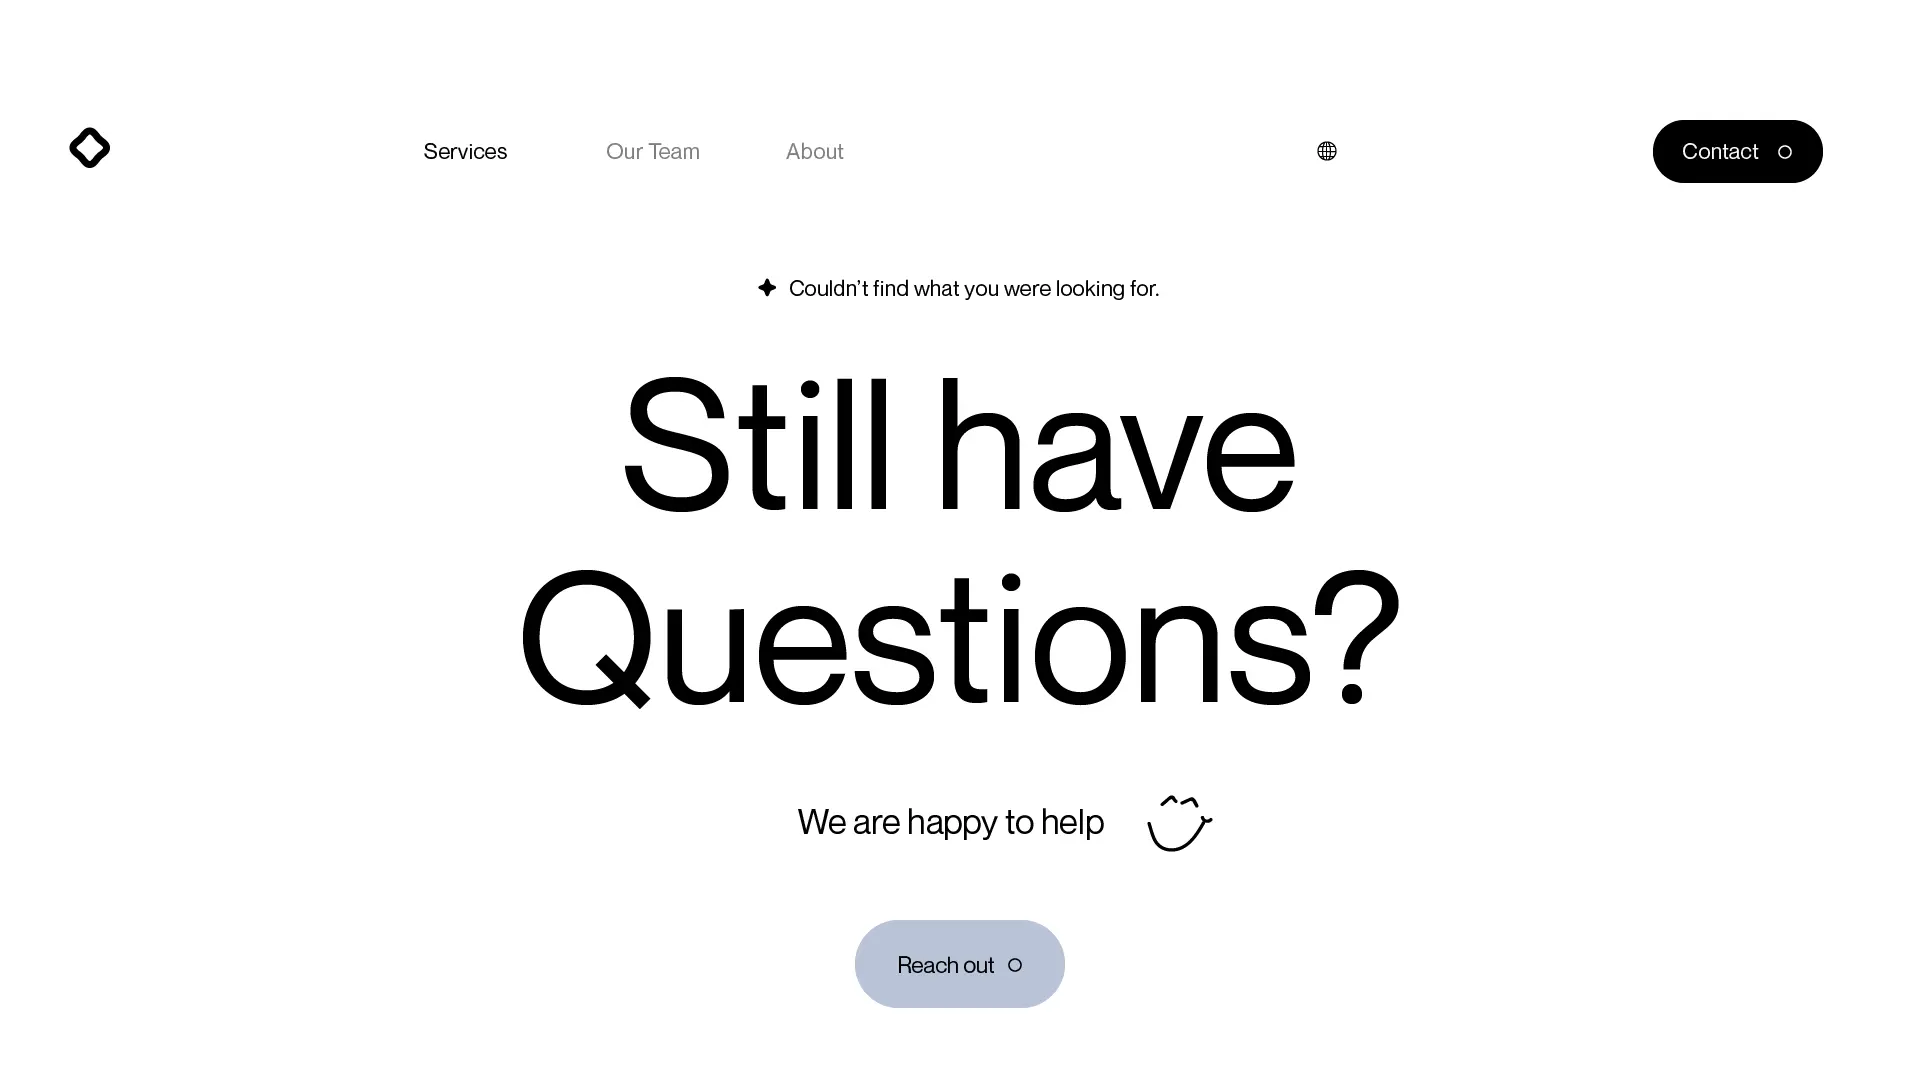 Services
Our Team
About
Contact
Couldn’t find what you were looking for.
Still have
Questions?
We are happy to help
Reach out